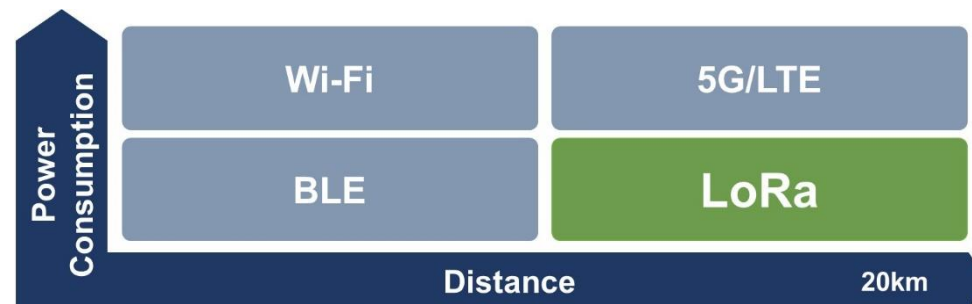 Power
Consumption
Wi-Fi
5G/LTE
BLE
LoRa
Distance
20km